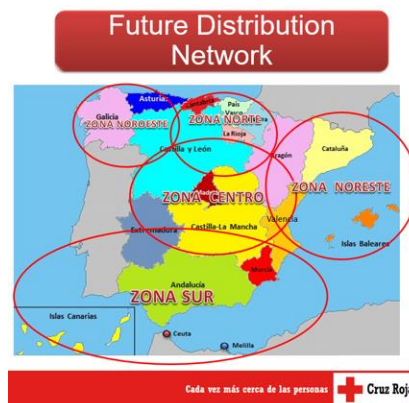 Future Distribution
Network
Asturias
Cantabria
País
Vasco
Galicia
ZONA NOROESTE
ZONA NORTE
La Rioja
Castilla y León
Aragón
Cataluña
Madrid
ZONA CENTRO
ZONA NORESTE
Castilla-La Mancha
Valencia
Extremadura
Islas Baleares
Murcia
Andalucía
ZONA SUR
Islas Canarias
Ceuta
Melilla
Cada vez más cerca de las personas
Cruz Roja